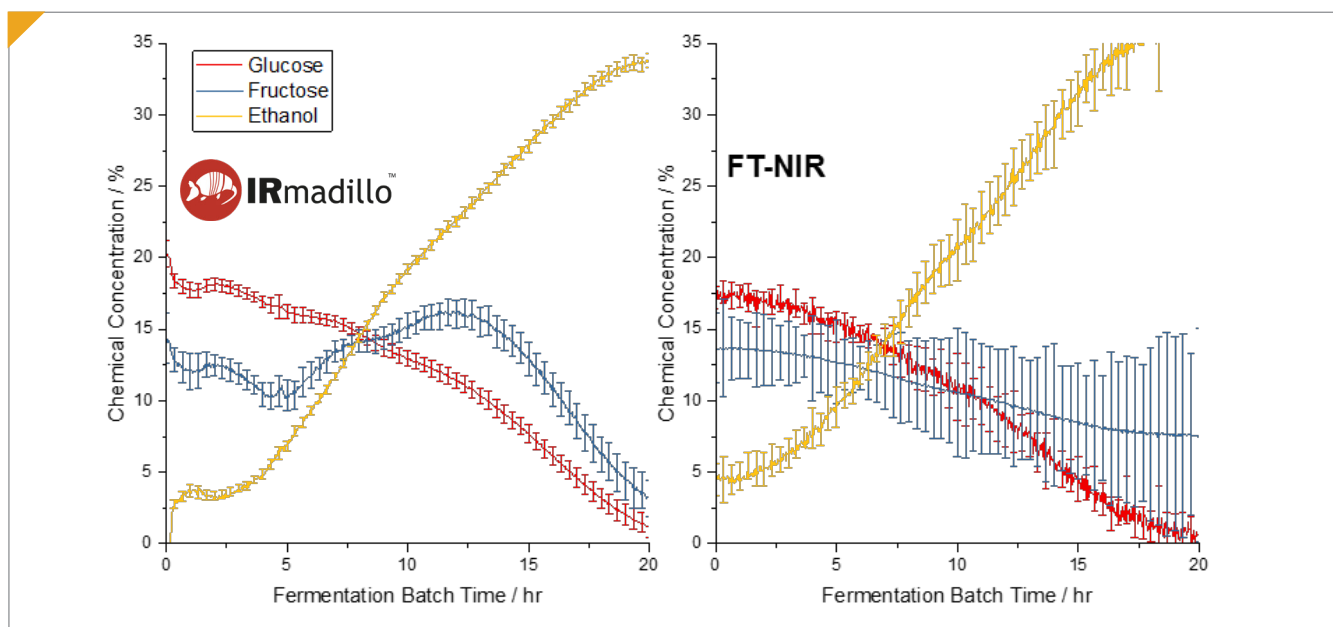 35
30
25
20
15
10
5
0
Chemical Concentration / %
Glucose
Fructose
Ethanol
IRmadillo™
0 5 10 15 20
Fermentation Batch Time / hr
35
30
25
20
15
10
5
0
Chemical Concentration / %
FT-NIR
0 5 10 15 20
Fermentation Batch Time / hr